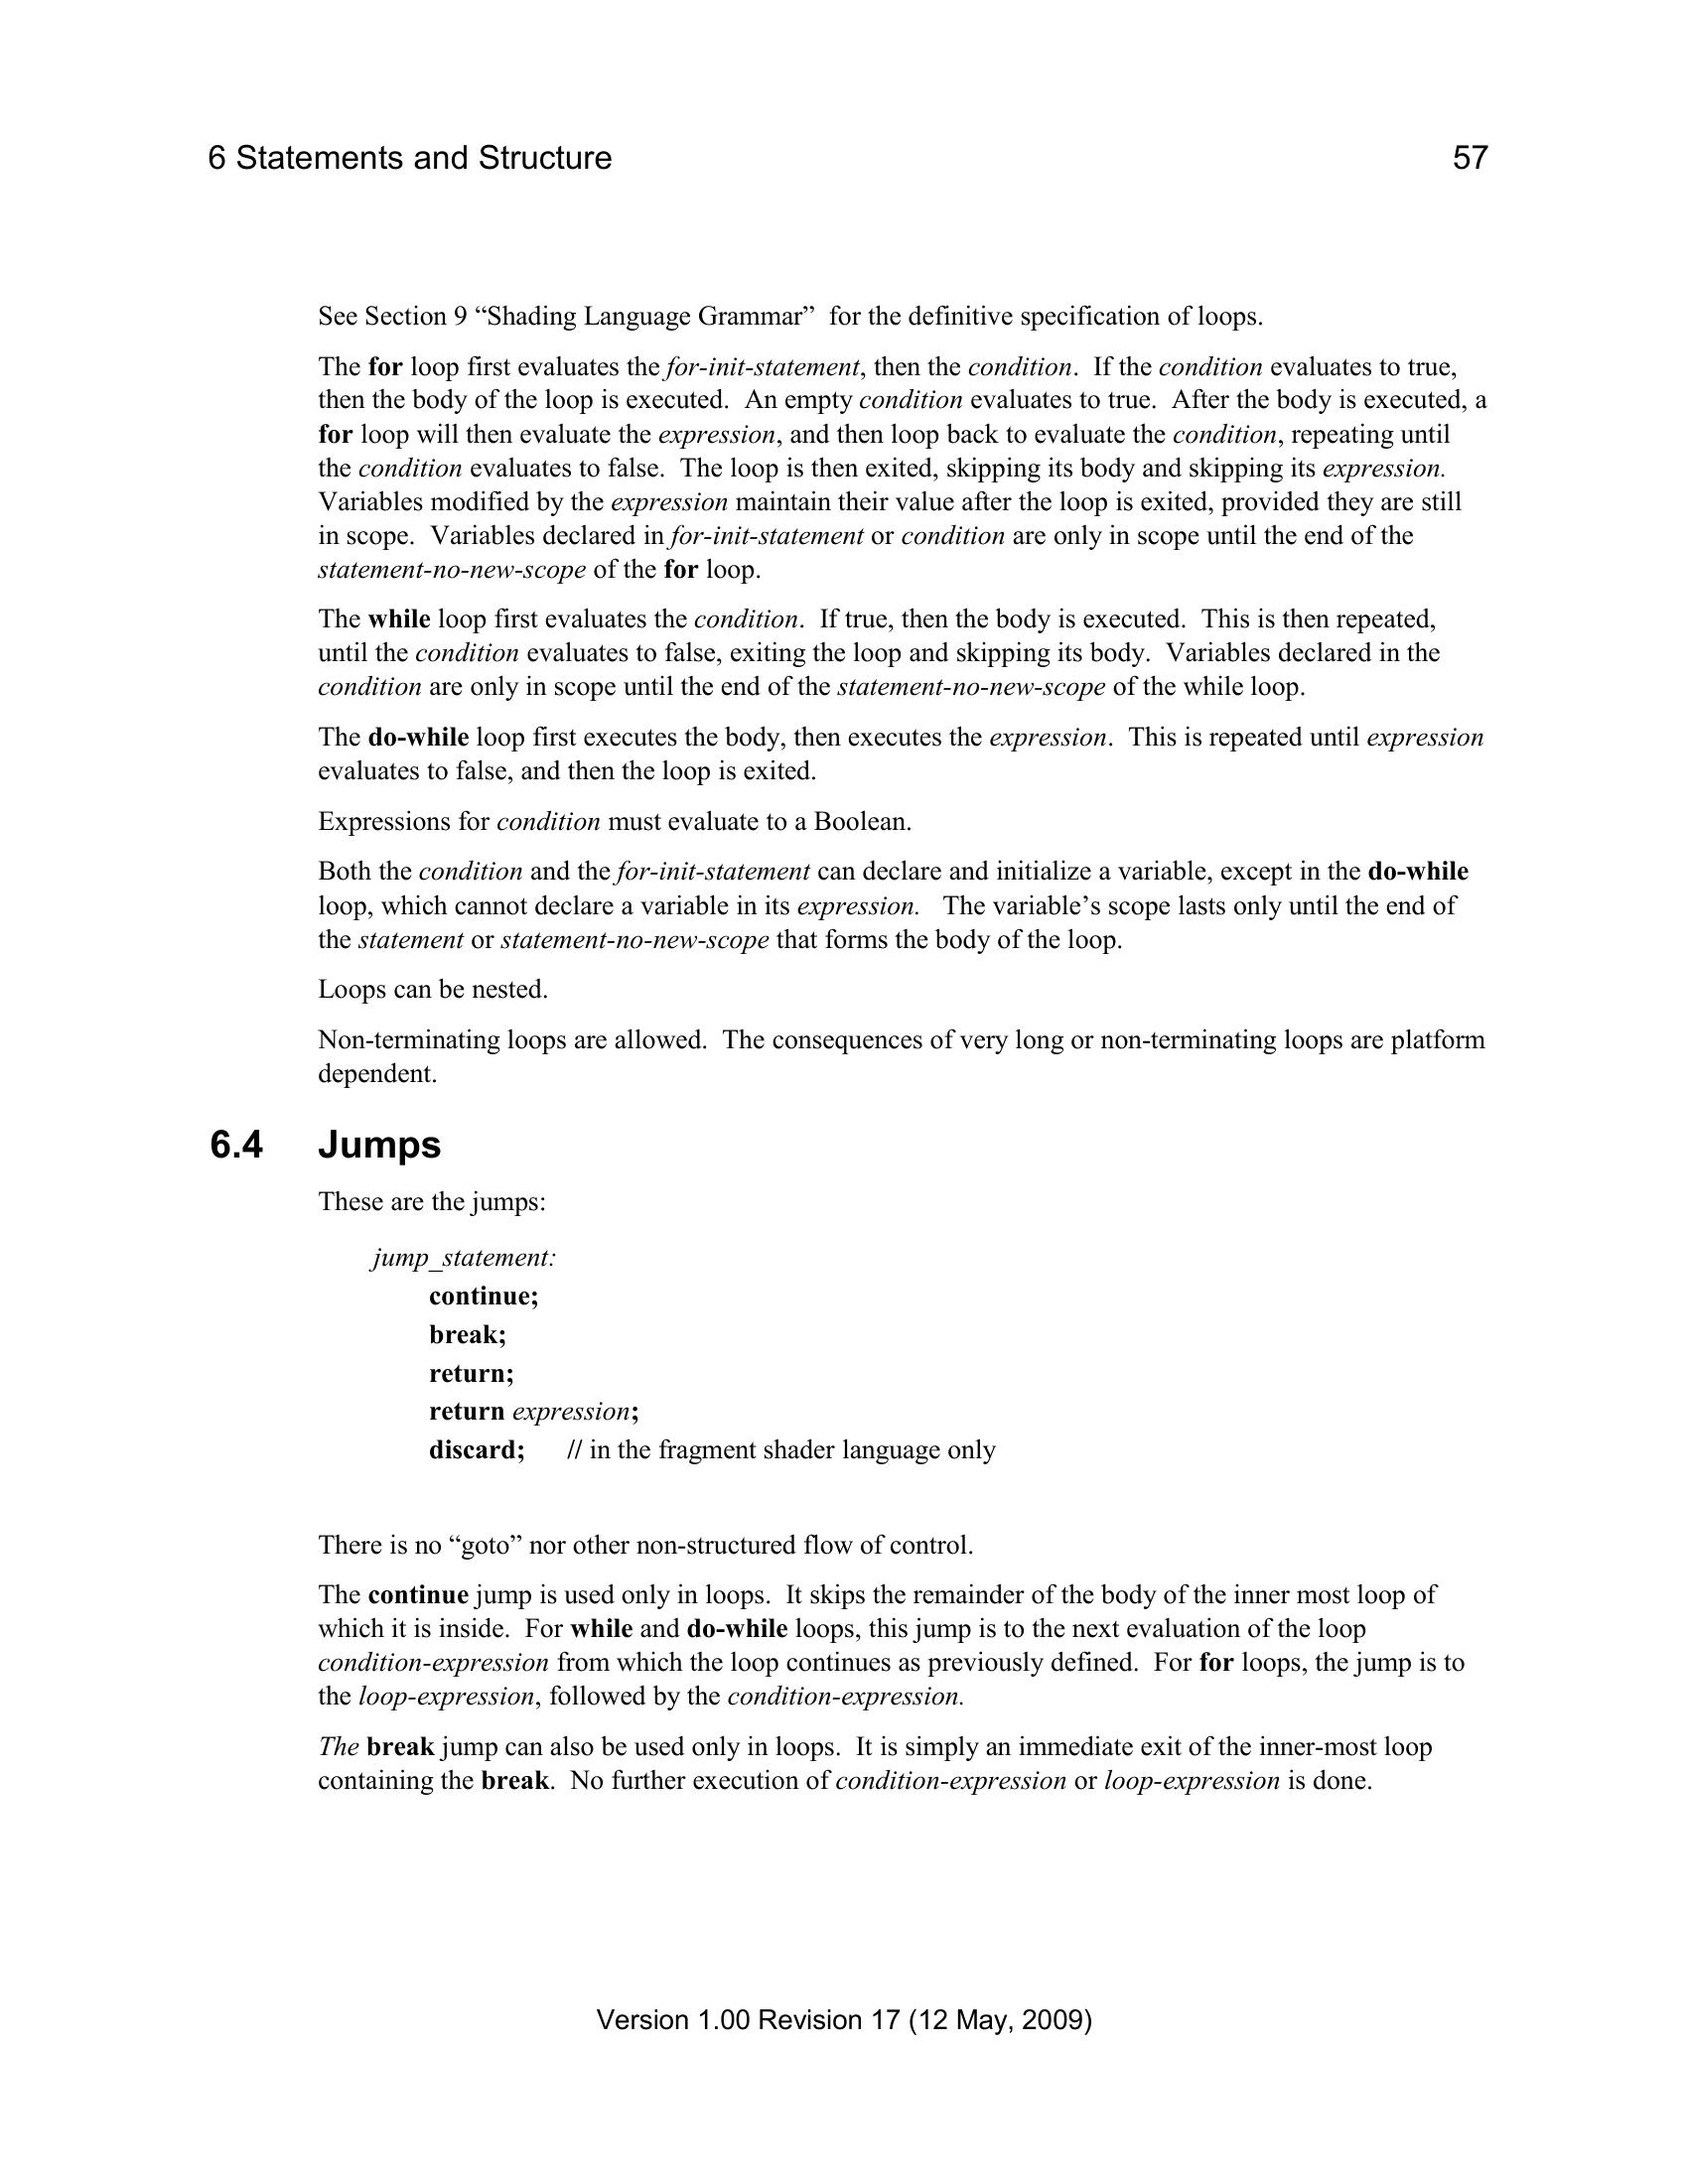 6 Statements and Structure 57
See Section 9 “Shading Language Grammar”  for the definitive specification of loops.
The for loop first evaluates the for-init-statement, then the condition.  If the condition evaluates to true,
then the body of the loop is executed.  An empty condition evaluates to true.  After the body is executed, a
for loop will then evaluate the expression, and then loop back to evaluate the condition, repeating until
the condition evaluates to false.  The loop is then exited, skipping its body and skipping its expression.
Variables modified by the expression maintain their value after the loop is exited, provided they are still
in scope.  Variables declared in for-init-statement or condition are only in scope until the end of the
statement-no-new-scope of the for loop.
The while loop first evaluates the condition.  If true, then the body is executed.  This is then repeated,
until the condition evaluates to false, exiting the loop and skipping its body.  Variables declared in the
condition are only in scope until the end of the statement-no-new-scope of the while loop.
The do-while loop first executes the body, then executes the expression.  This is repeated until expression
evaluates to false, and then the loop is exited.
Expressions for condition must evaluate to a Boolean.
Both the condition and the for-init-statement can declare and initialize a variable, except in the do-while
loop, which cannot declare a variable in its expression.   The variable’s scope lasts only until the end of
the statement or statement-no-new-scope that forms the body of the loop.
Loops can be nested.
Non-terminating loops are allowed.  The consequences of very long or non-terminating loops are platform
dependent.
6.4 Jumps
These are the jumps:
jump_statement:
continue;
break;
return;
return expression;
discard;      // in the fragment shader language only
There is no “goto” nor other non-structured flow of control.
The continue jump is used only in loops.  It skips the remainder of the body of the inner most loop of
which it is inside.  For while and do-while loops, this jump is to the next evaluation of the loop
condition-expression from which the loop continues as previously defined.  For for loops, the jump is to
the loop-expression, followed by the condition-expression.
The break jump can also be used only in loops.  It is simply an immediate exit of the inner-most loop
containing the break.  No further execution of condition-expression or loop-expression is done.
Version 1.00 Revision 17 (12 May, 2009)